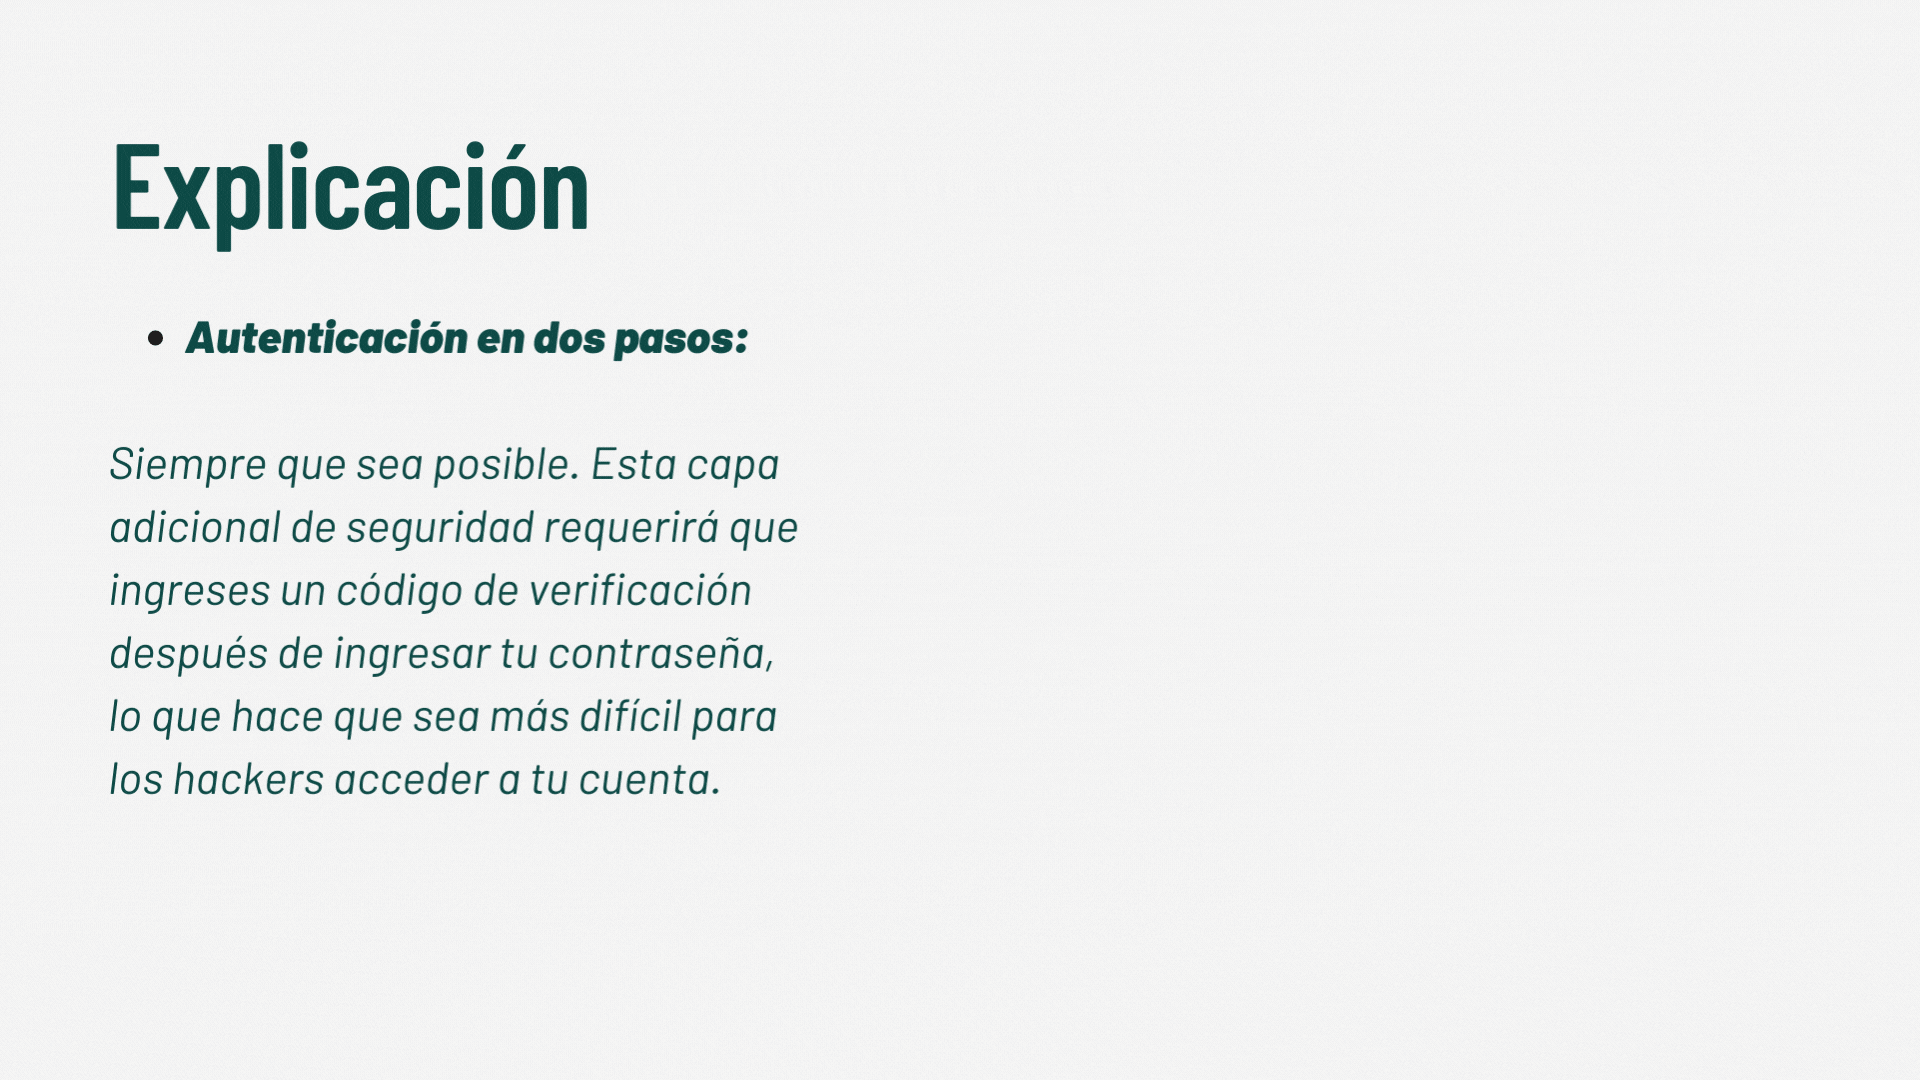 Explicación
• Autenticación en dos pasos:
Siempre que sea posible. Esta capa
adicional de seguridad requerirá que
ingreses un código de verificación
después de ingresar tu contraseña,
lo que hace que sea más difícil para
los hackers acceder a tu cuenta.